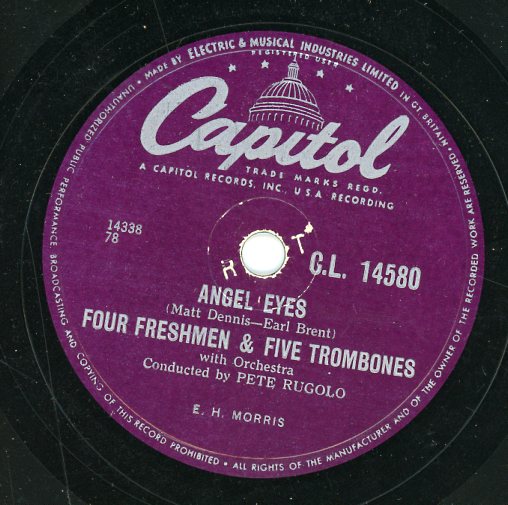 • MADE BY ELECTRIC & MUSICAL INDUSTRIES LIMITED IN GT BRITAIN •
REGISTERED USER
Capitol
TRADE MARKS REGD.
A CAPITOL RECORDS, INC., U.S.A. RECORDING
14338
78
R T
C.L. 14580
ANGEL EYES
(Matt Dennis—Earl Brent)
FOUR FRESHMEN & FIVE TROMBONES
with Orchestra
Conducted by PETE RUGOLO
E. H. MORRIS
UNAUTHORIZED PUBLIC PERFORMANCE BROADCASTING AND COPYING OF THIS RECORD PROHIBITED • ALL RIGHTS OF THE MANUFACTURER AND OF THE OWNER OF THE RECORDED WORK ARE RESERVED •